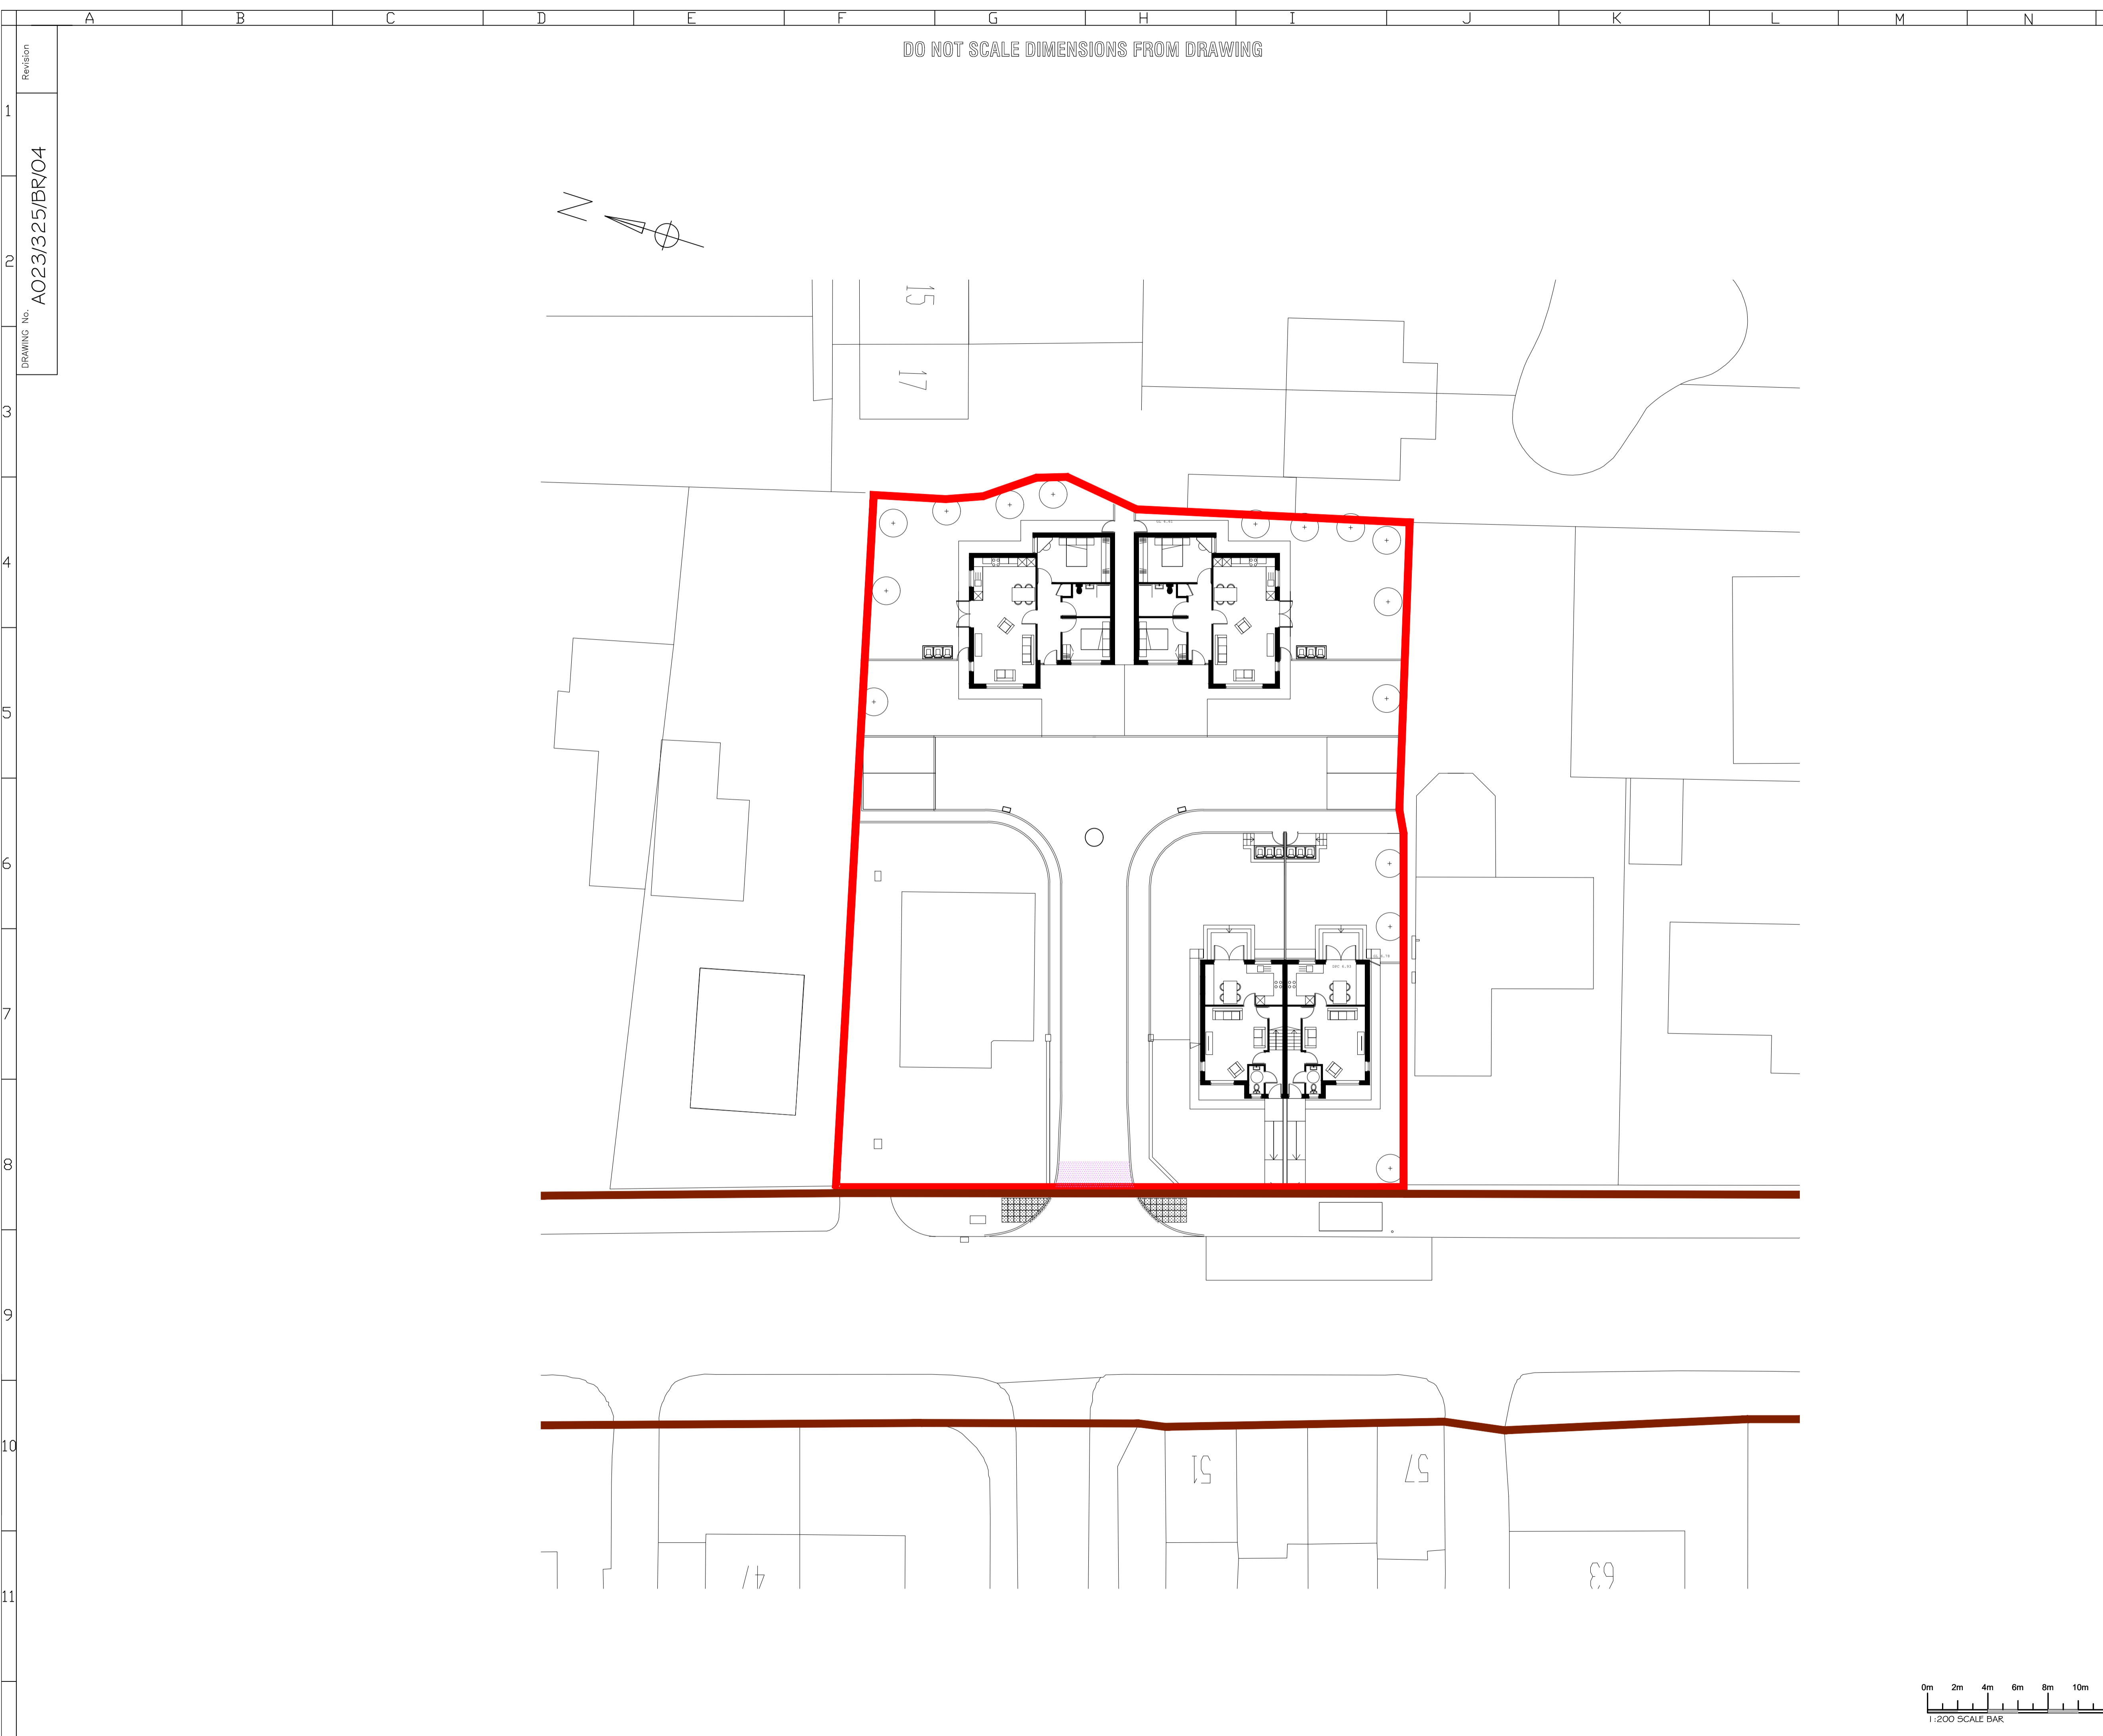 A B C D E F G H I J K L M N
DO NOT SCALE DIMENSIONS FROM DRAWING
Revision
DRAWING No.
A023/325/BR/04
1
2
3
4
5
6
7
8
9
10
11
N
15
17
51
57
47
63
0m 2m 4m 6m 8m 10m
1:200 SCALE BAR